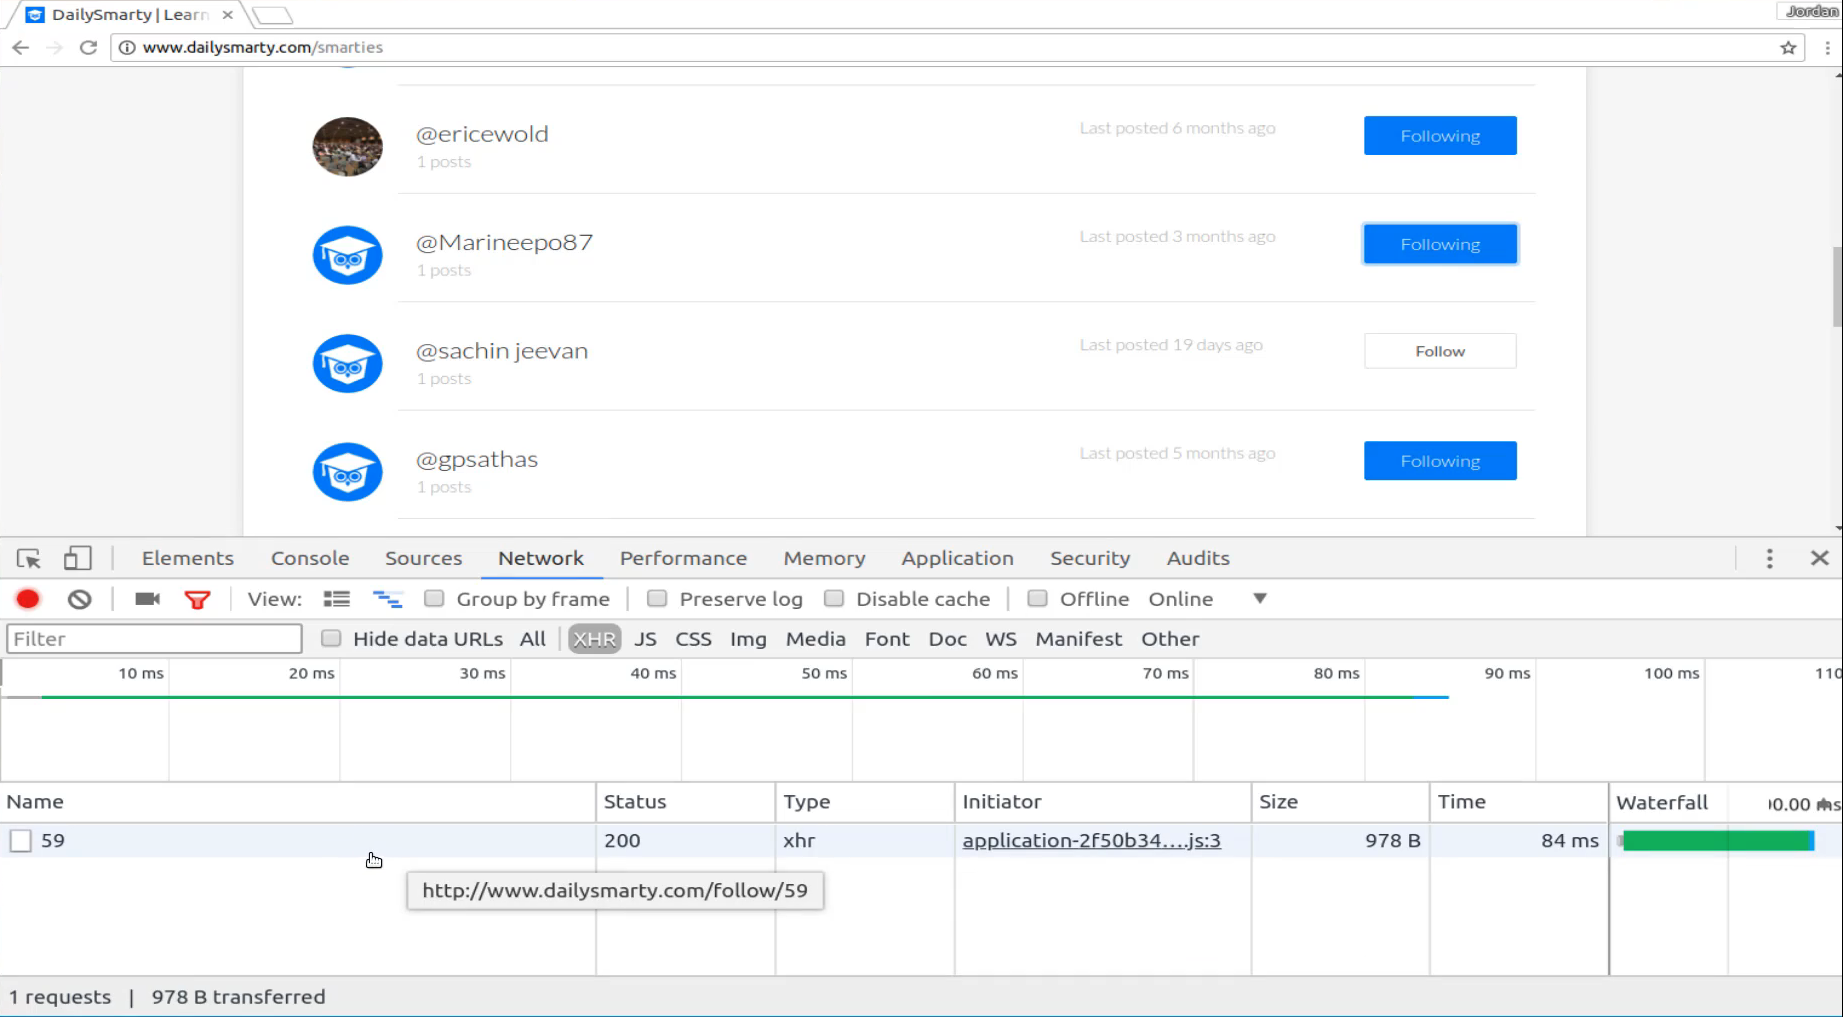 DailySmarty | Learn
Jordan
www.dailysmarty.com/smarties
@ericewold
1 posts
Last posted 6 months ago
Following
@Marineepo87
1 posts
Last posted 3 months ago
Following
@sachin jeevan
1 posts
Last posted 19 days ago
Follow
@gpsathas
1 posts
Last posted 5 months ago
Following
Elements Console Sources Network Performance Memory Application Security Audits
View: Group by frame Preserve log Disable cache Offline Online
Filter Hide data URLs All XHR JS CSS Img Media Font Doc WS Manifest Other
10 ms 20 ms 30 ms 40 ms 50 ms 60 ms 70 ms 80 ms 90 ms 100 ms 110
Name Status Type Initiator Size Time Waterfall
59 200 xhr application-2f50b34….js:3 978 B 84 ms
http://www.dailysmarty.com/follow/59
1 requests | 978 B transferred